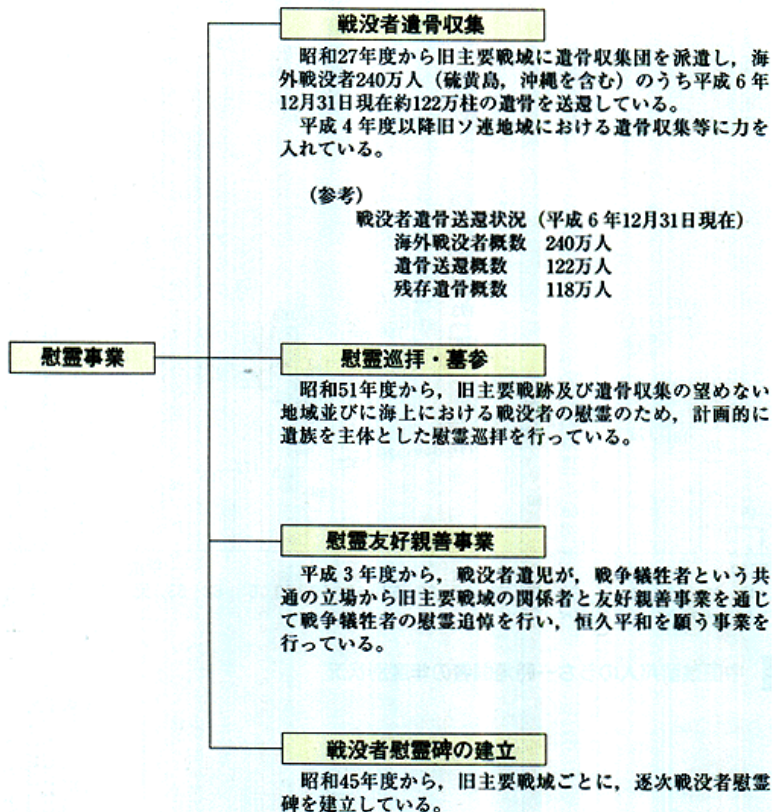 戦没者遺骨収集
　昭和27年度から旧主要戦域に遺骨収集団を派遣し，海
外戦没者240万人（硫黄島，沖縄を含む）のうち平成６年
12月31日現在約122万柱の遺骨を送還している。
　平成４年度以降旧ソ連地域における遺骨収集等に力を
入れている。
（参考）
戦没者遺骨送還状況（平成６年12月31日現在）
海外戦没者概数　240万人
遺骨送還概数　122万人
残存遺骨概数　118万人
慰霊事業
慰霊巡拝・墓参
　昭和51年度から，旧主要戦跡及び遺骨収集の望めない
地域並びに海上における戦没者の慰霊のため，計画的に
遺族を主体とした慰霊巡拝を行っている。
慰霊友好親善事業
　平成３年度から，戦没者遺児が，戦争犠牲者という共
通の立場から旧主要戦域の関係者と友好親善事業を通じ
て戦争犠牲者の慰霊追悼を行い，恒久平和を願う事業を
行っている。
戦没者慰霊碑の建立
　昭和45年度から，旧主要戦域ごとに，逐次戦没者慰霊
碑を建立している。